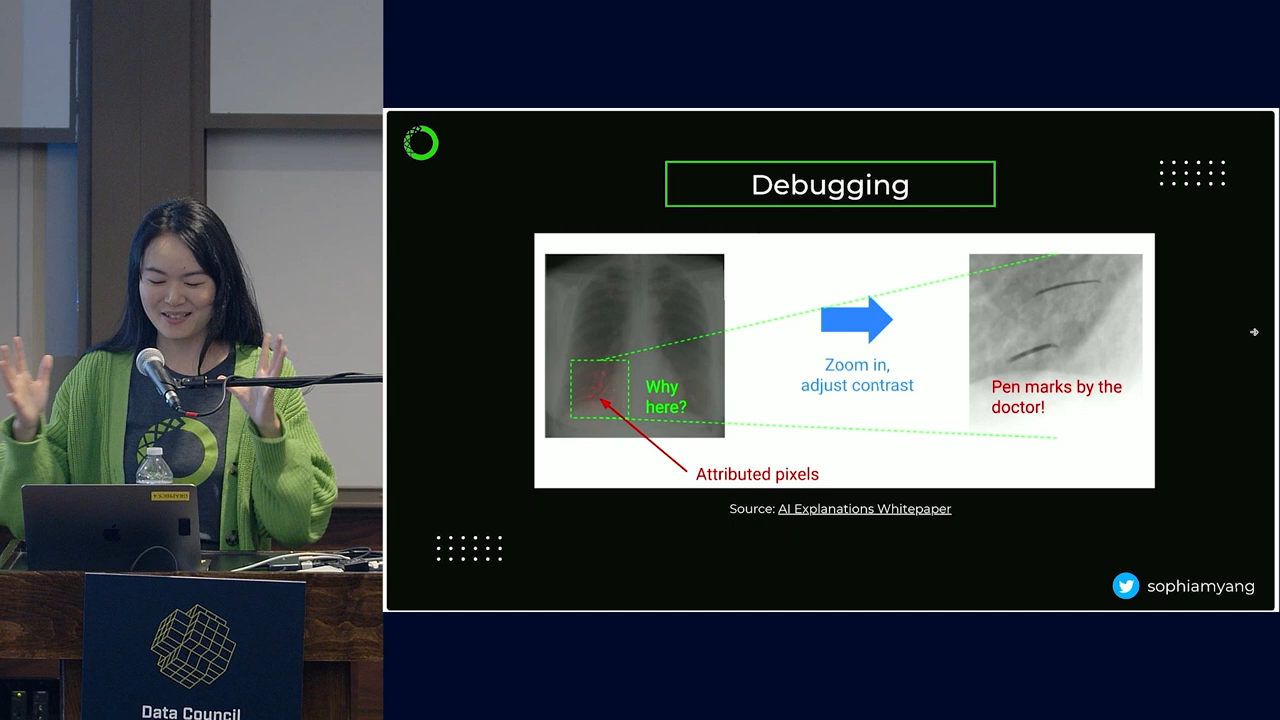 Debugging
Why
here?
Zoom in,
adjust contrast
Pen marks by the
doctor!
Attributed pixels
Source: AI Explanations Whitepaper
sophiamyang
Data Council